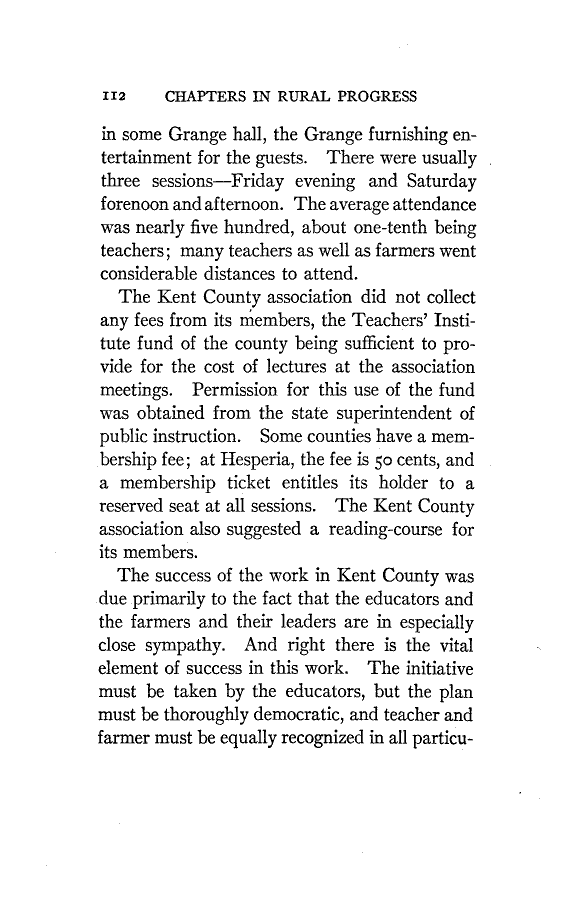 112 CHAPTERS IN RURAL PROGRESS
in some Grange hall, the Grange furnishing en-
tertainment for the guests. There were usually
three sessions—Friday evening and Saturday
forenoon and afternoon. The average attendance
was nearly five hundred, about one-tenth being
teachers; many teachers as well as farmers went
considerable distances to attend.
The Kent County association did not collect
any fees from its members, the Teachers' Insti-
tute fund of the county being sufficient to pro-
vide for the cost of lectures at the association
meetings. Permission for this use of the fund
was obtained from the state superintendent of
public instruction. Some counties have a mem-
bership fee; at Hesperia, the fee is 50 cents, and
a membership ticket entitles its holder to a
reserved seat at all sessions. The Kent County
association also suggested a reading-course for
its members.
The success of the work in Kent County was
due primarily to the fact that the educators and
the farmers and their leaders are in especially
close sympathy. And right there is the vital
element of success in this work. The initiative
must be taken by the educators, but the plan
must be thoroughly democratic, and teacher and
farmer must be equally recognized in all particu-